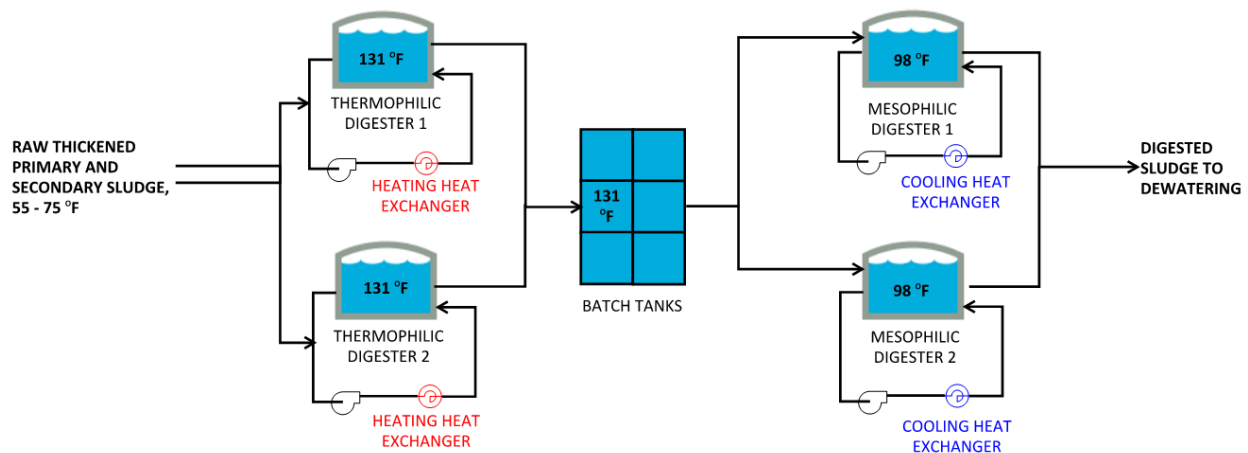 RAW THICKENED
PRIMARY AND
SECONDARY SLUDGE,
55 - 75 °F
131 °F
THERMOPHILIC
DIGESTER 1
HEATING HEAT
EXCHANGER
131 °F
THERMOPHILIC
DIGESTER 2
HEATING HEAT
EXCHANGER
131
°F
BATCH TANKS
98 °F
MESOPHILIC
DIGESTER 1
COOLING HEAT
EXCHANGER
98 °F
MESOPHILIC
DIGESTER 2
COOLING HEAT
EXCHANGER
DIGESTED
SLUDGE TO
DEWATERING